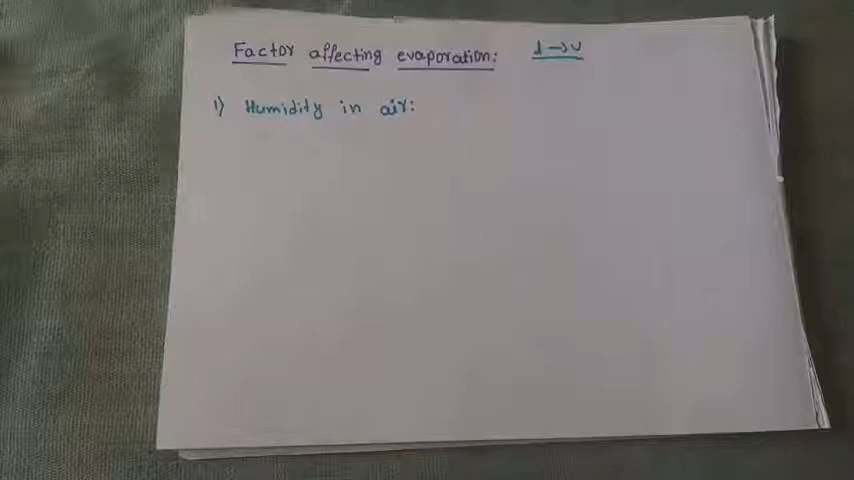 Factor affecting evaporation: l→v
1) Humidity in air: